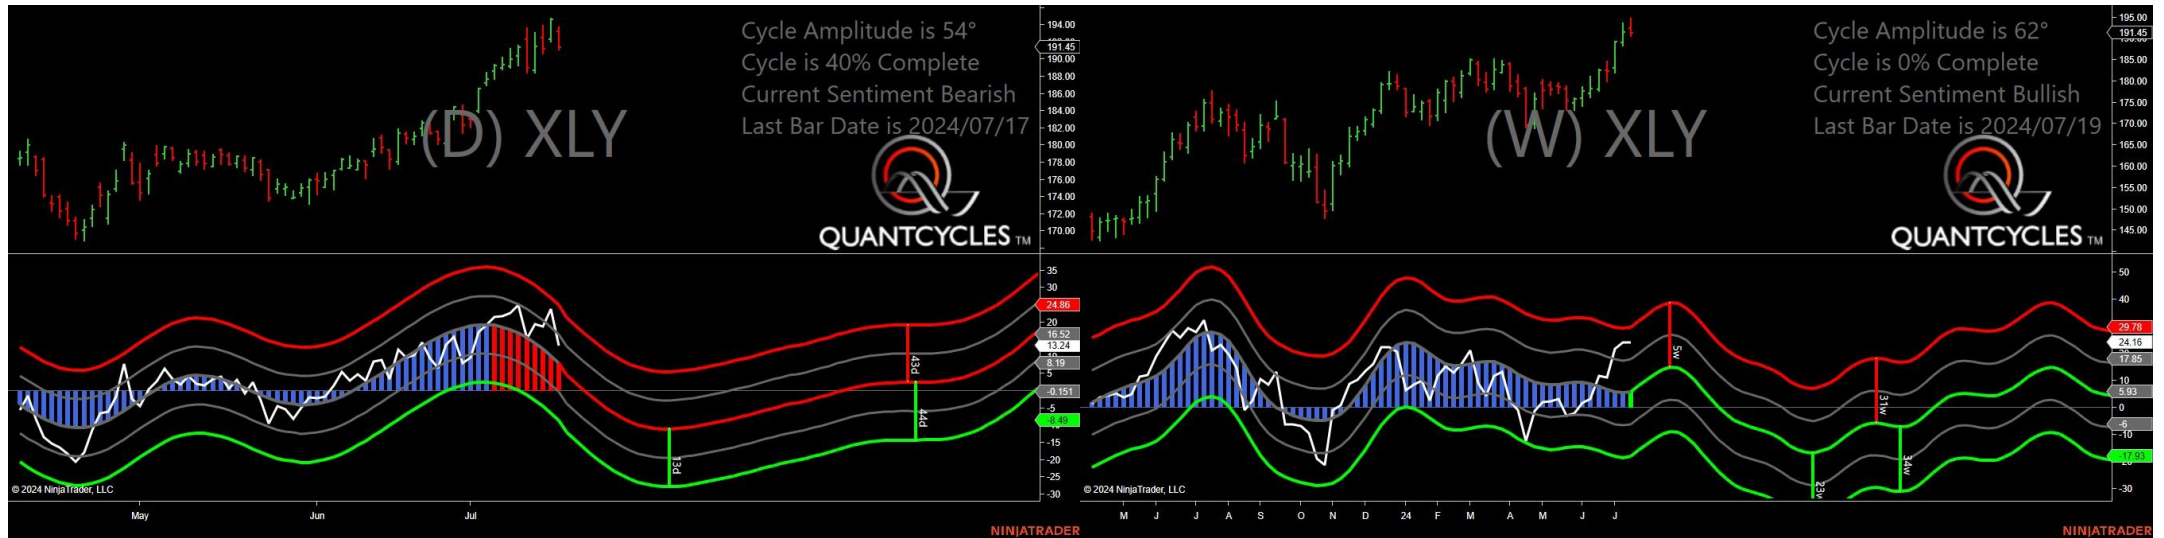 Cycle Amplitude is 54°
Cycle is 40% Complete
Current Sentiment Bearish
Last Bar Date is 2024/07/17
(D) XLY
QUANTCYCLES TM
194.00
191.45
190.00
188.00
186.00
184.00
182.00
180.00
178.00
176.00
174.00
172.00
170.00
35
30
24.86
20
16.52
13.24
8.19
5
-0.151
-5
-8.49
-15
-20
-25
-30
13d
43d
44d
© 2024 NinjaTrader, LLC
May
Jun
Jul
NINJATRADER
Cycle Amplitude is 62°
Cycle is 0% Complete
Current Sentiment Bullish
Last Bar Date is 2024/07/19
(W) XLY
QUANTCYCLES TM
195.00
191.45
185.00
180.00
175.00
170.00
165.00
160.00
155.00
150.00
145.00
50
40
29.78
24.16
17.85
5.93
0
-6
-10
-17.93
-30
5w
23w
31w
34w
© 2024 NinjaTrader, LLC
M J J A S O N D 24 F M A M J J
NINJATRADER